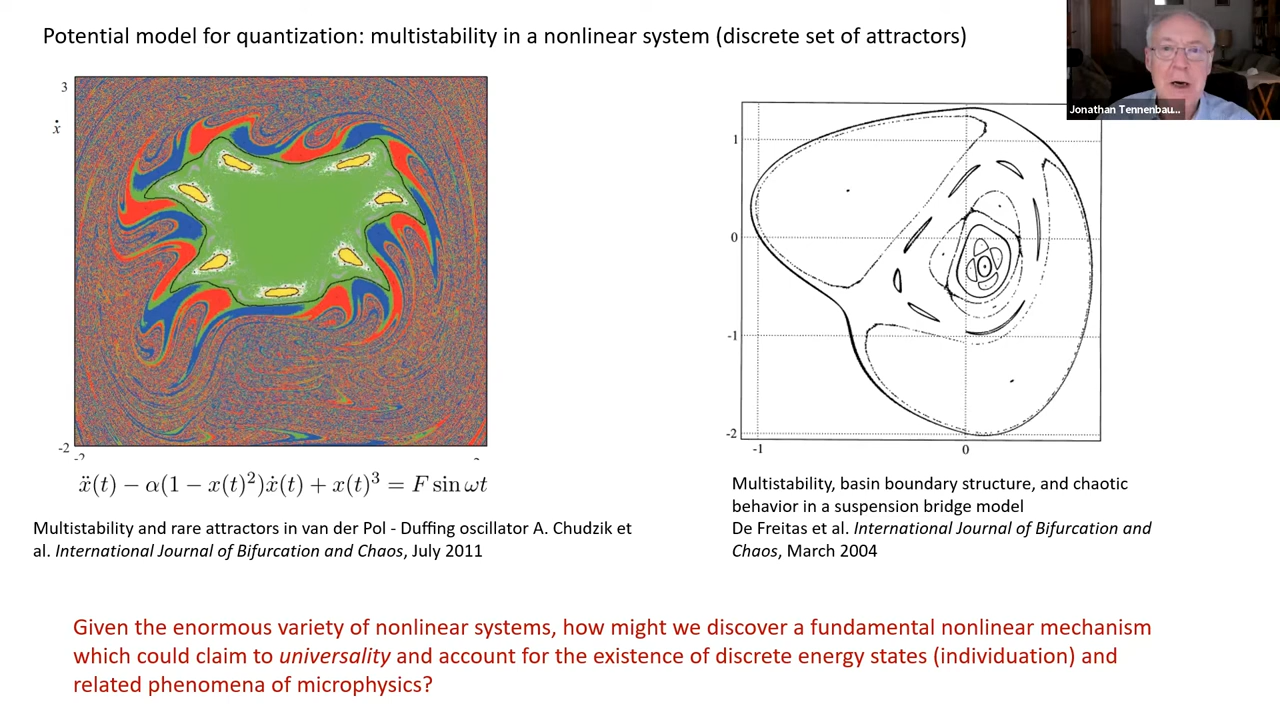 Potential model for quantization: multistability in a nonlinear system (discrete set of attractors)
Jonathan Tennenbau...
3
ẋ
-2
-2
ẍ(t) − α(1 − x(t)²)ẋ(t) + x(t)³ = F sin ωt
Multistability and rare attractors in van der Pol - Duffing oscillator A. Chudzik et
al. International Journal of Bifurcation and Chaos, July 2011
1
0
-1
-2
-1
0
Multistability, basin boundary structure, and chaotic
behavior in a suspension bridge model
De Freitas et al. International Journal of Bifurcation and
Chaos, March 2004
Given the enormous variety of nonlinear systems, how might we discover a fundamental nonlinear mechanism
which could claim to universality and account for the existence of discrete energy states (individuation) and
related phenomena of microphysics?